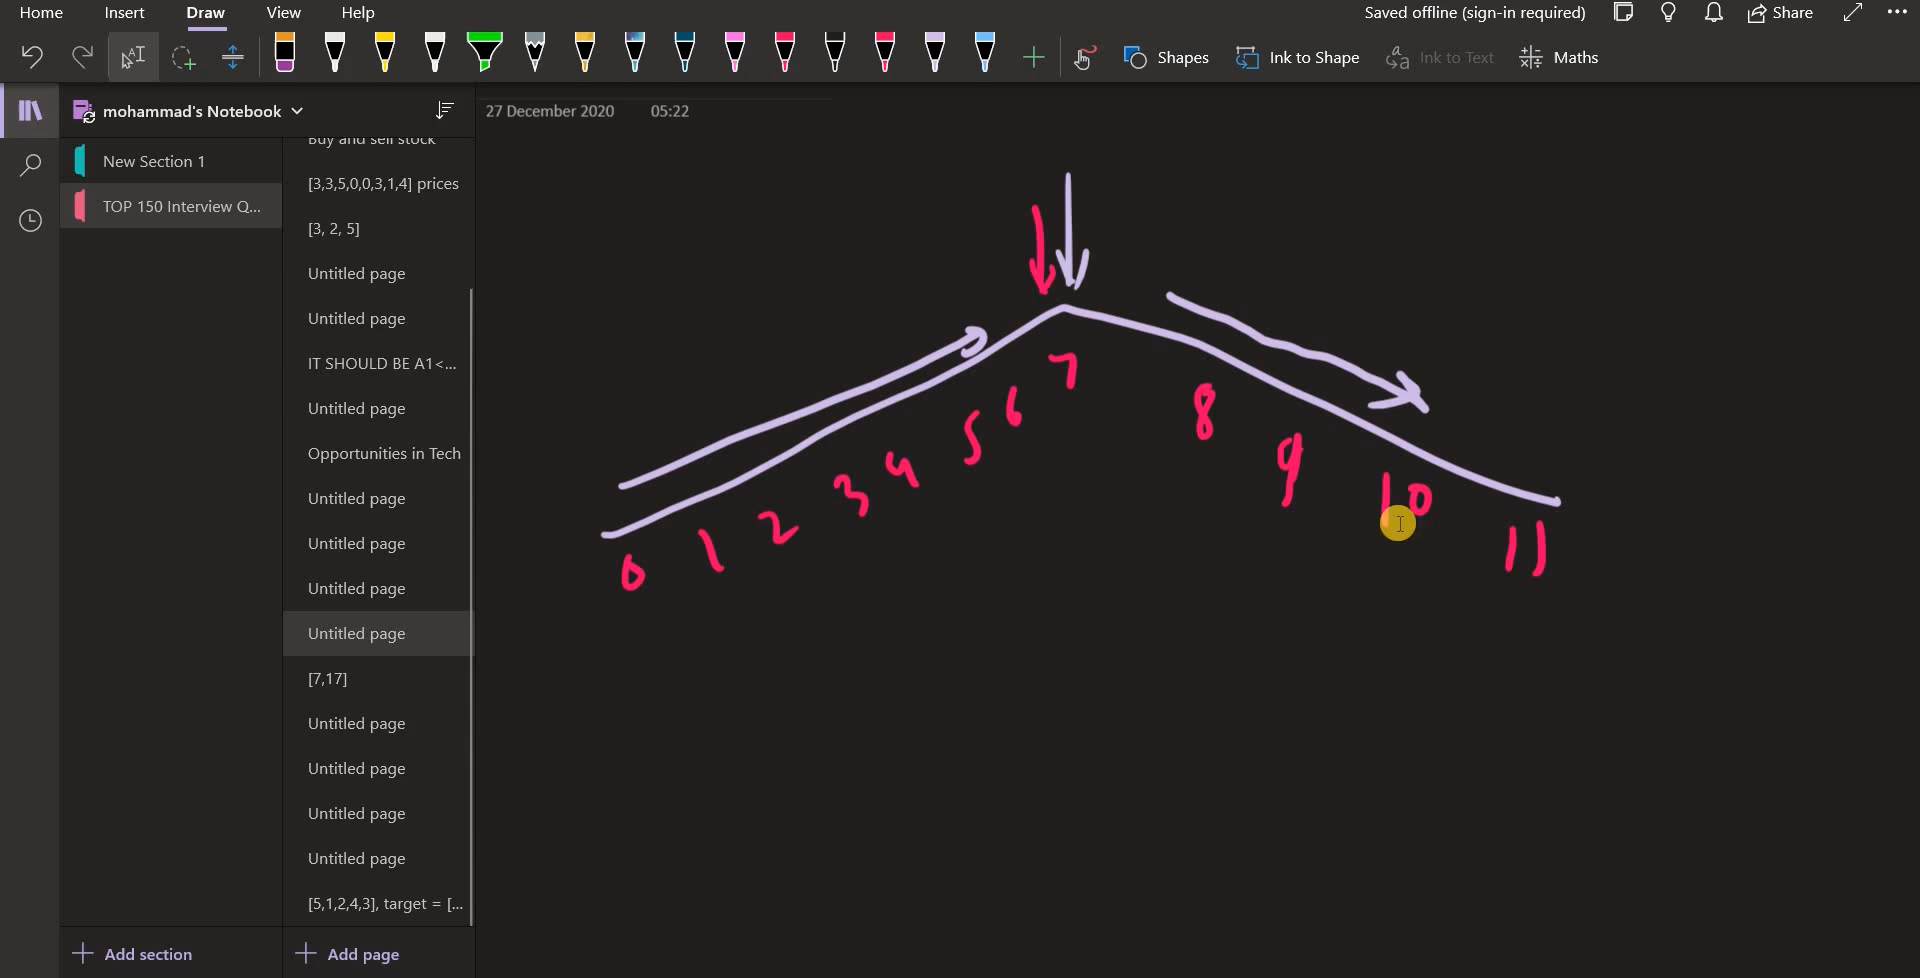 Home Insert Draw View Help Saved offline (sign-in required) Share
Shapes Ink to Shape Ink to Text Maths
mohammad's Notebook
27 December 2020 05:22
New Section 1
TOP 150 Interview Q...
Buy and sell stock
[3,3,5,0,0,3,1,4] prices
[3, 2, 5]
Untitled page
Untitled page
IT SHOULD BE A1<...
Untitled page
Opportunities in Tech
Untitled page
Untitled page
Untitled page
Untitled page
[7,17]
Untitled page
Untitled page
Untitled page
Untitled page
[5,1,2,4,3], target = [...
Add section
Add page
0 1 2 3 4 5 6 7 8 9 10 11